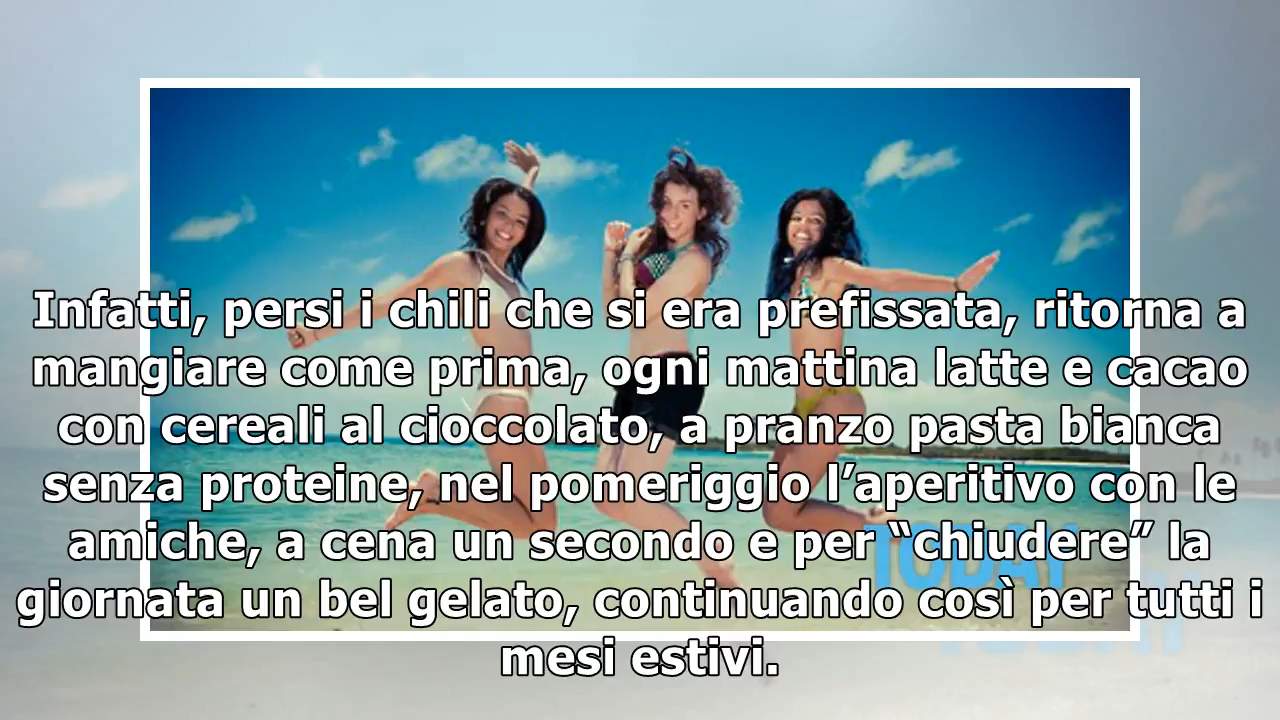 Infatti, persi i chili che si era prefissata, ritorna a
mangiare come prima, ogni mattina latte e cacao
con cereali al cioccolato, a pranzo pasta bianca
senza proteine, nel pomeriggio l’aperitivo con le
amiche, a cena un secondo e per “chiudere” la
TODAY
giornata un bel gelato, continuando così per tutti i
mesi estivi.